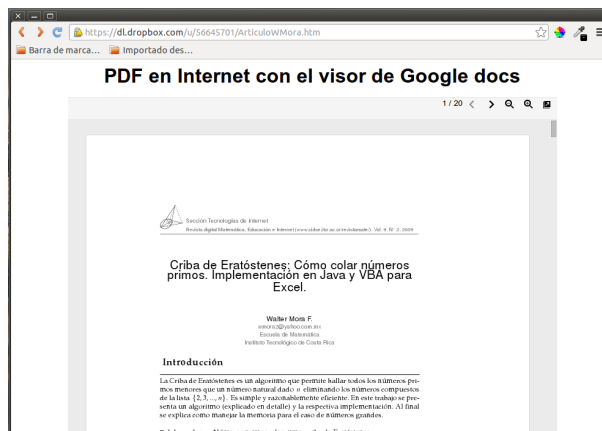 https://dl.dropbox.com/u/56645701/ArticuloWMora.htm
Barra de marca... Importado des...
PDF en Internet con el visor de Google docs
1 / 20
Sección Tecnologías de Internet
Revista digital Matemática, Educación e Internet (www.cidse.itcr.ac.cr/revistamate/). Vol. 9, N° 2. 2009
Criba de Eratóstenes: Cómo colar números
primos. Implementación en Java y VBA para
Excel.
Walter Mora F.
wmora2@yahoo.com.mx
Escuela de Matemática
Instituto Tecnológico de Costa Rica
Introducción
La Criba de Eratóstenes es un algoritmo que permite hallar todos los números pri-
mos menores que un número natural dado n eliminando los números compuestos
de la lista {2, 3, ..., n}. Es simple y razonablemente eficiente. En este trabajo se pre-
senta un algoritmo (explicado en detalle) y la respectiva implementación. Al final
se explica como manejar la memoria para el caso de números grandes.